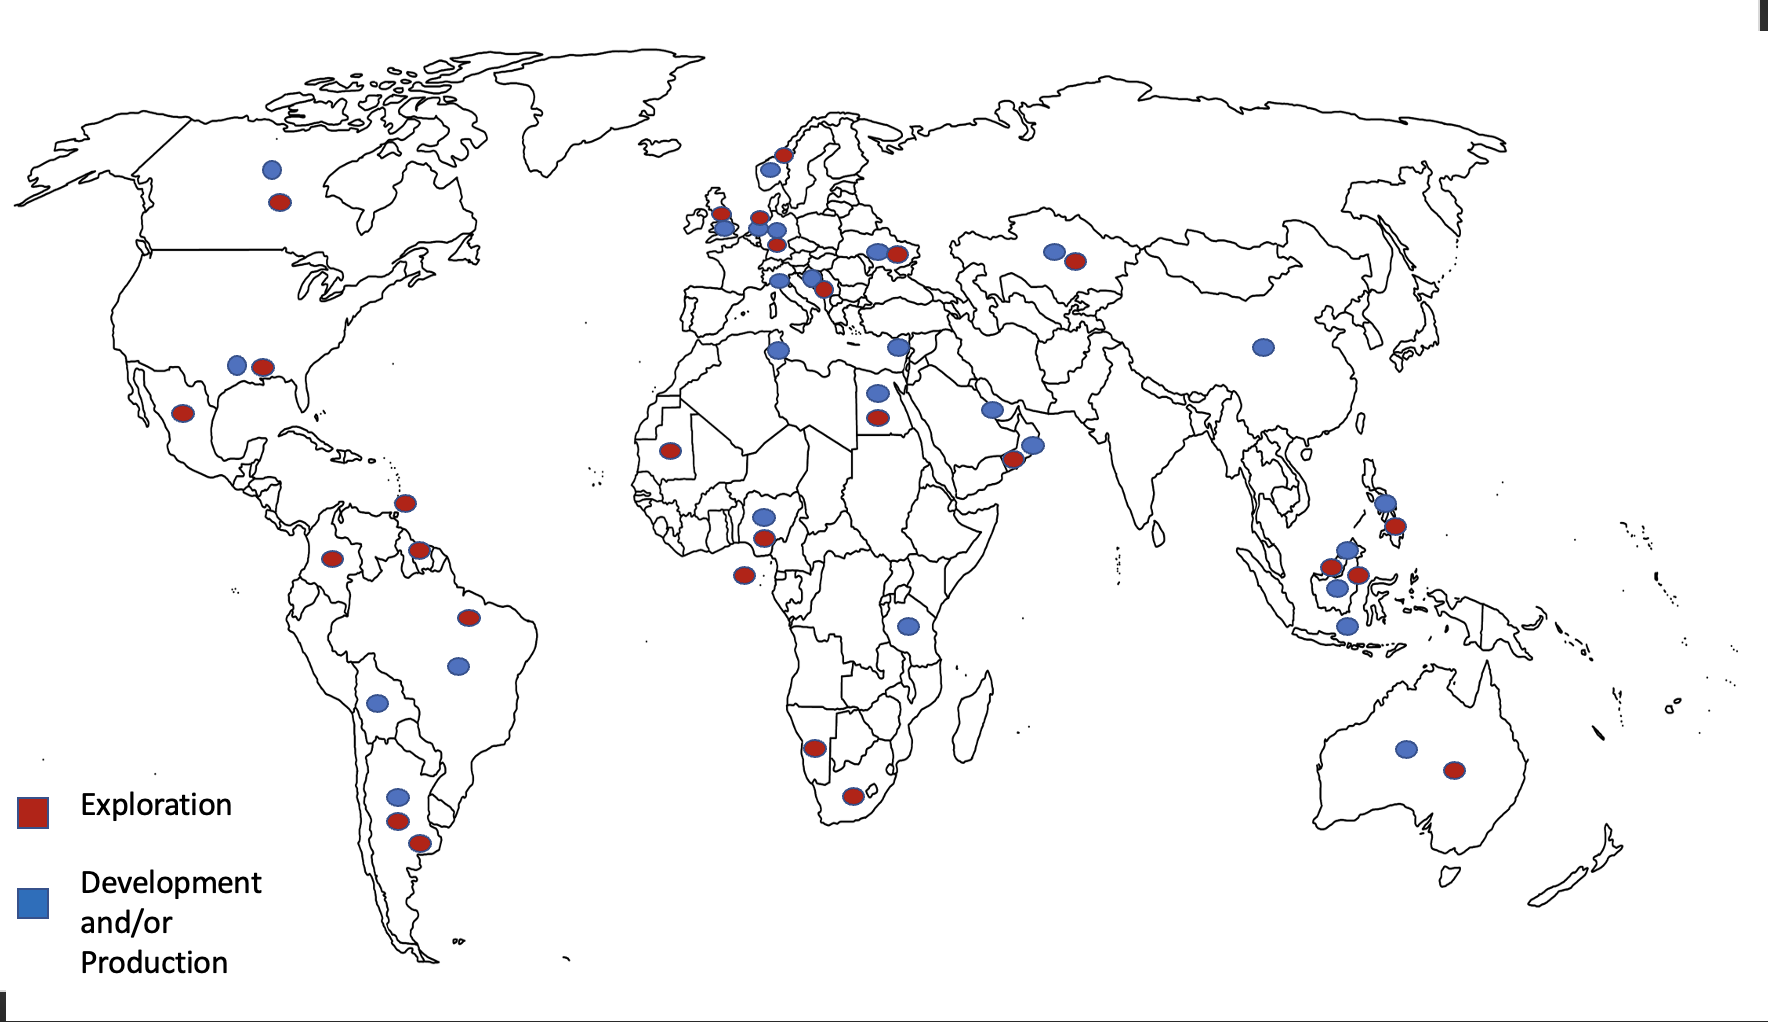 Exploration
Development
and/or
Production